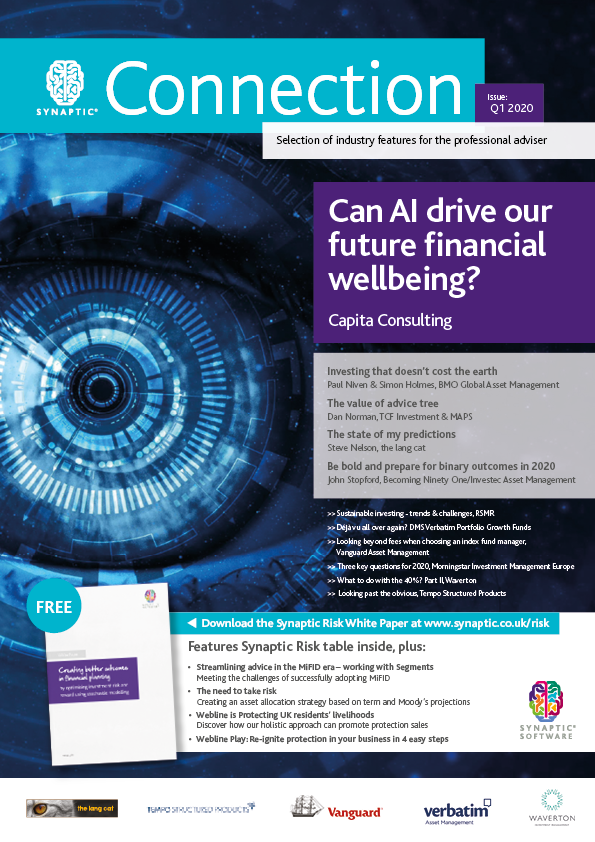 SYNAPTIC®
Connection
Issue:
Q1 2020
Selection of industry features for the professional adviser
Can AI drive our
future financial
wellbeing?
Capita Consulting
Investing that doesn't cost the earth
Paul Niven & Simon Holmes, BMO Global Asset Management
The value of advice tree
Dan Norman, TCF Investment & MAPS
The state of my predictions
Steve Nelson, the lang cat
Be bold and prepare for binary outcomes in 2020
John Stopford, Becoming Ninety One/Investec Asset Management
>> Sustainable investing - trends & challenges, RSMR
>> Déjà vu all over again? DMS Verbatim Portfolio Growth Funds
>> Looking beyond fees when choosing an index fund manager,
Vanguard Asset Management
>> Three key questions for 2020, Morningstar Investment Management Europe
>> What to do with the 40%? Part II, Waverton
>> Looking past the obvious, Tempo Structured Products
FREE
◀ Download the Synaptic Risk White Paper at www.synaptic.co.uk/risk
Creating better outcomes
in financial planning
by optimising investment risk and
reward using stochastic modelling
Features Synaptic Risk table inside, plus:
• Streamlining advice in the MiFID era – working with Segments
Meeting the challenges of successfully adopting MiFID
• The need to take risk
Creating an asset allocation strategy based on term and Moody's projections
• Webline is Protecting UK residents' livelihoods
Discover how our holistic approach can promote protection sales
• Webline Play: Re-ignite protection in your business in 4 easy steps
SYNAPTIC®
SOFTWARE
the lang cat
TEMPO STRUCTURED PRODUCTS
Vanguard®
verbatim
Asset Management
WAVERTON
INVESTMENT MANAGEMENT